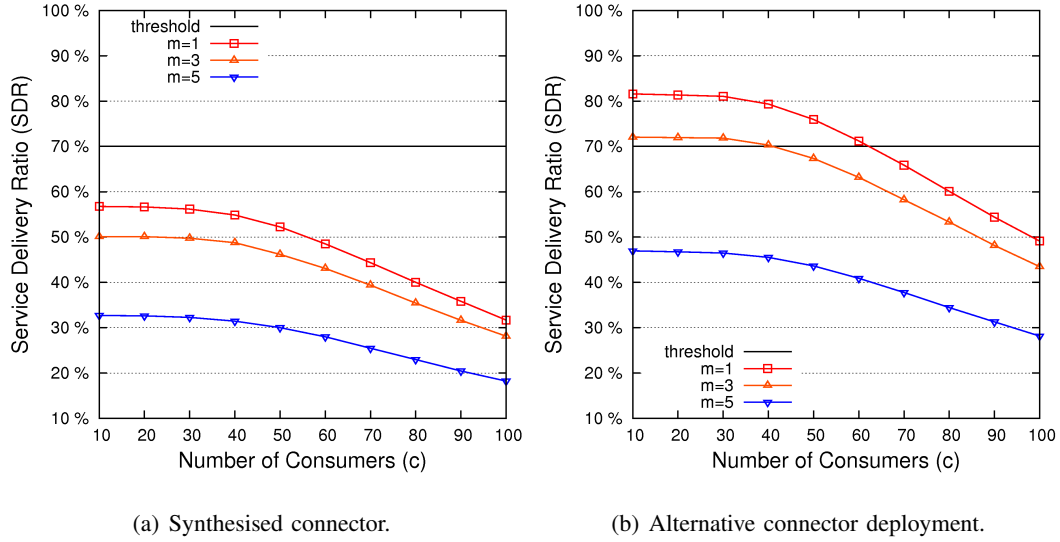 100 %
90 %
80 %
70 %
60 %
50 %
40 %
30 %
20 %
10 %
Service Delivery Ratio (SDR)
threshold
m=1
m=3
m=5
10 20 30 40 50 60 70 80 90 100
Number of Consumers (c)
(a) Synthesised connector.
100 %
90 %
80 %
70 %
60 %
50 %
40 %
30 %
20 %
10 %
Service Delivery Ratio (SDR)
threshold
m=1
m=3
m=5
10 20 30 40 50 60 70 80 90 100
Number of Consumers (c)
(b) Alternative connector deployment.